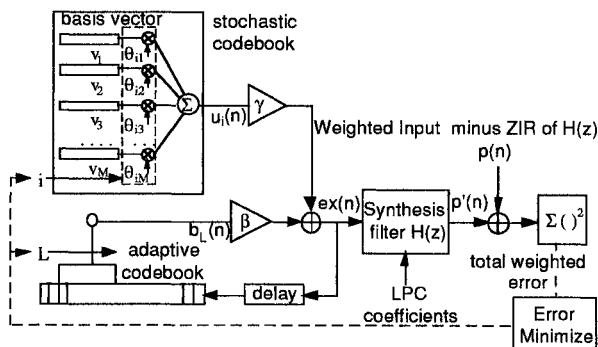 basis vector
stochastic
codebook
v1
θi1
v2
θi2
v3
θi3
. . . . . .
vM
θiM
Σ
ui(n)
γ
i
Weighted Input minus ZIR of H(z)
p(n)
L
bL(n)
β
adaptive
codebook
ex(n)
Synthesis
filter H(z)
p'(n)
Σ( )²
delay
LPC
coefficients
total weighted
error
Error
Minimize